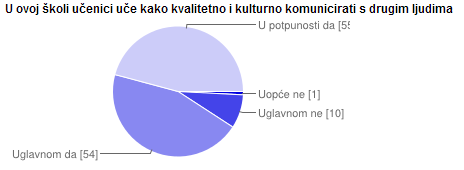 U ovoj školi učenici uče kako kvalitetno i kulturno komunicirati s drugim ljudima
U potpunosti da [55
Uopće ne [1]
Uglavnom ne [10]
Uglavnom da [54]